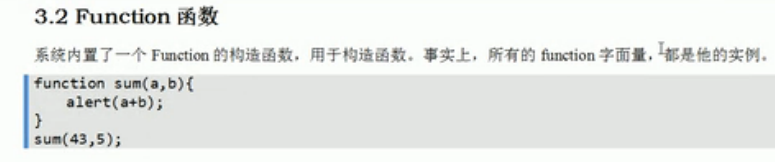 3.2 Function 函数
系统内置了一个 Function 的构造函数，用于构造函数。事实上，所有的 function 字面量，都是他的实例。
function sum(a,b){
    alert(a+b);
}
sum(43,5);